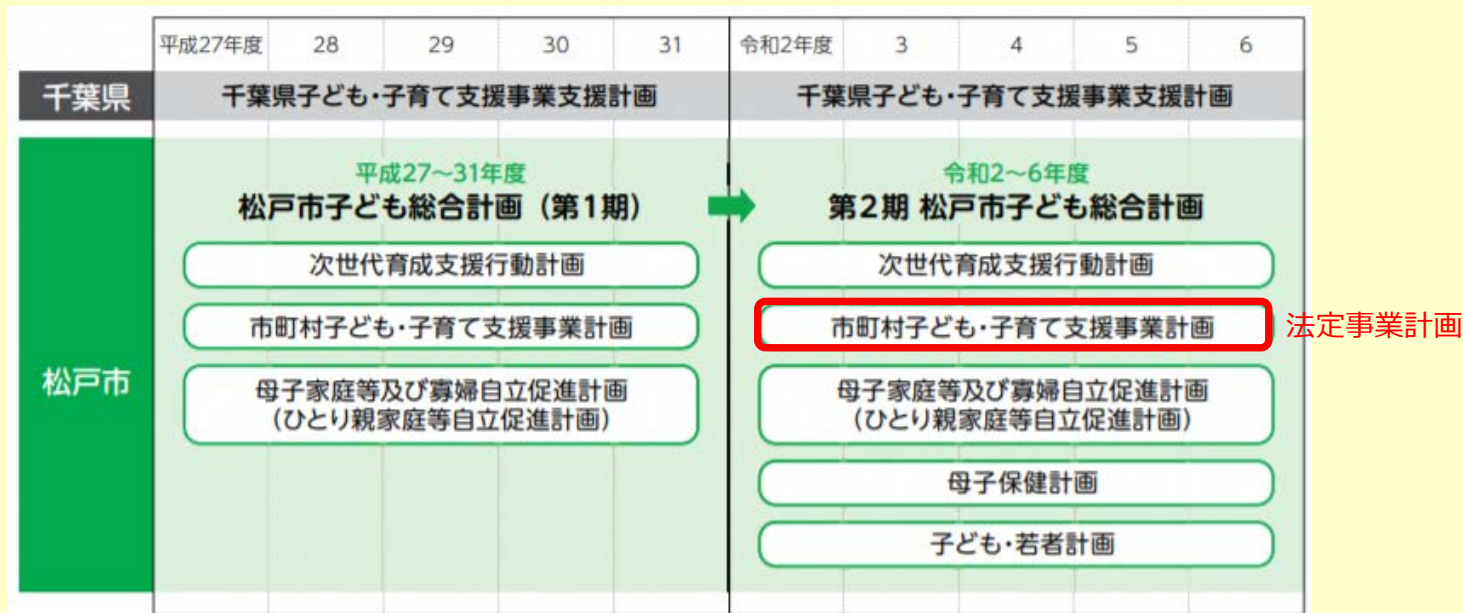 平成27年度 28 29 30 31 令和2年度 3 4 5 6
千葉県 千葉県子ども・子育て支援事業支援計画 千葉県子ども・子育て支援事業支援計画
平成27～31年度 令和2～6年度
松戸市子ども総合計画（第1期） 第2期 松戸市子ども総合計画
次世代育成支援行動計画 次世代育成支援行動計画
市町村子ども・子育て支援事業計画 市町村子ども・子育て支援事業計画 法定事業計画
松戸市
母子家庭等及び寡婦自立促進計画 母子家庭等及び寡婦自立促進計画
（ひとり親家庭等自立促進計画） （ひとり親家庭等自立促進計画）
母子保健計画
子ども・若者計画